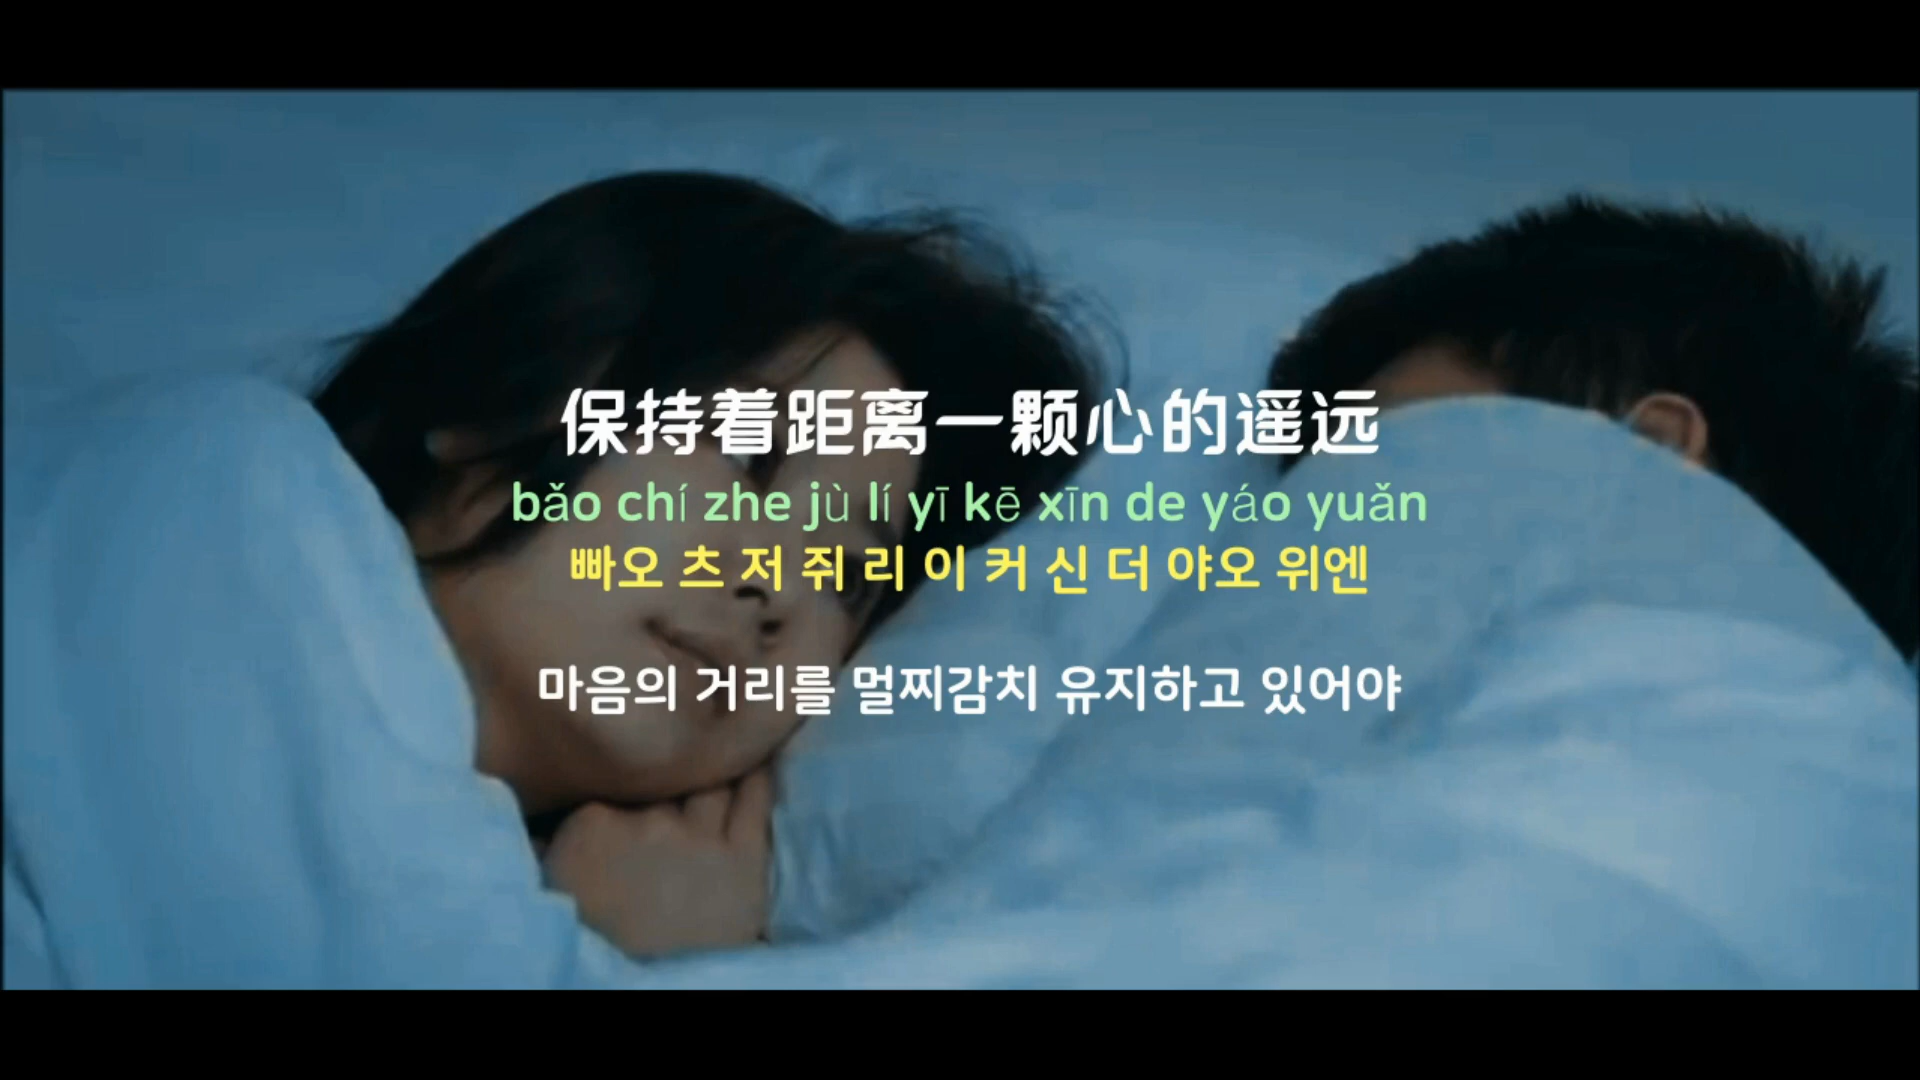 保持着距离一颗心的遥远
bǎo chí zhe jù lí yī kē xīn de yáo yuǎn
빠오 츠 저 쥐 리 이 커 신 더 야오 위엔
마음의 거리를 멀찌감치 유지하고 있어야